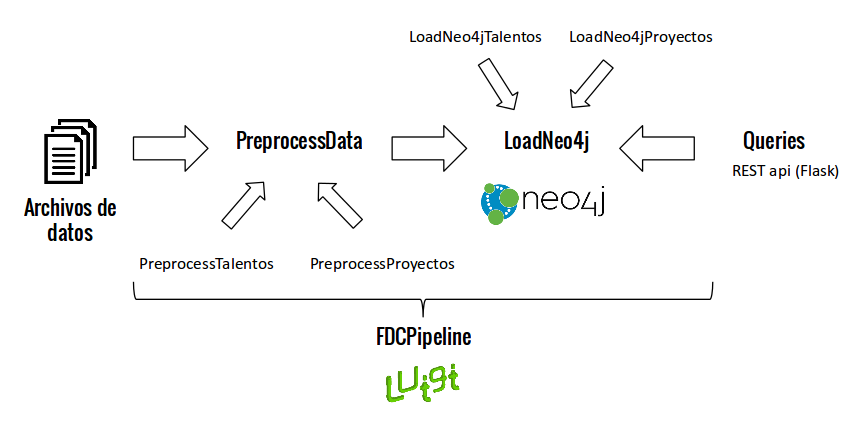 LoadNeo4jTalentos
LoadNeo4jProyectos
PreprocessData
LoadNeo4j
Queries
REST api (Flask)
Archivos de
datos
neo4j
PreprocessTalentos
PreprocessProyectos
FDCPipeline
Luigi